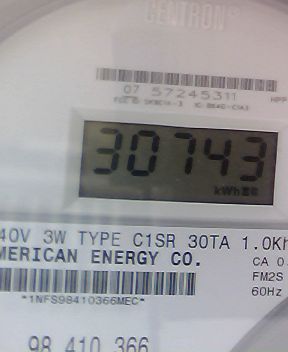 CENTRON®
07 57245311
30743
kWh
40V 3W TYPE C1SR 30TA 1.0Kh
MERICAN ENERGY CO.
CA 0.
FM2S
*1NFS98410366MEC*
60Hz
98 410 366